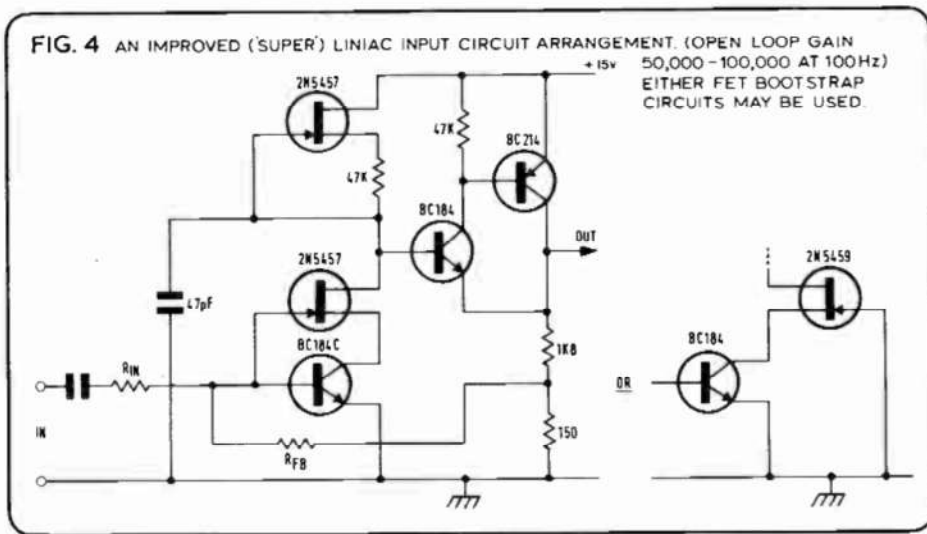 FIG. 4 AN IMPROVED ('SUPER') LINIAC INPUT CIRCUIT ARRANGEMENT. (OPEN LOOP GAIN
50,000 – 100,000 AT 100Hz)
EITHER FET BOOTSTRAP
CIRCUITS MAY BE USED.
+15v
2N5457
47K
BC214
47K
BC184
OUT
2N5457
2N5459
47pF
BC184C
1K8
BC184
RIN
OR
IN
RFB
150